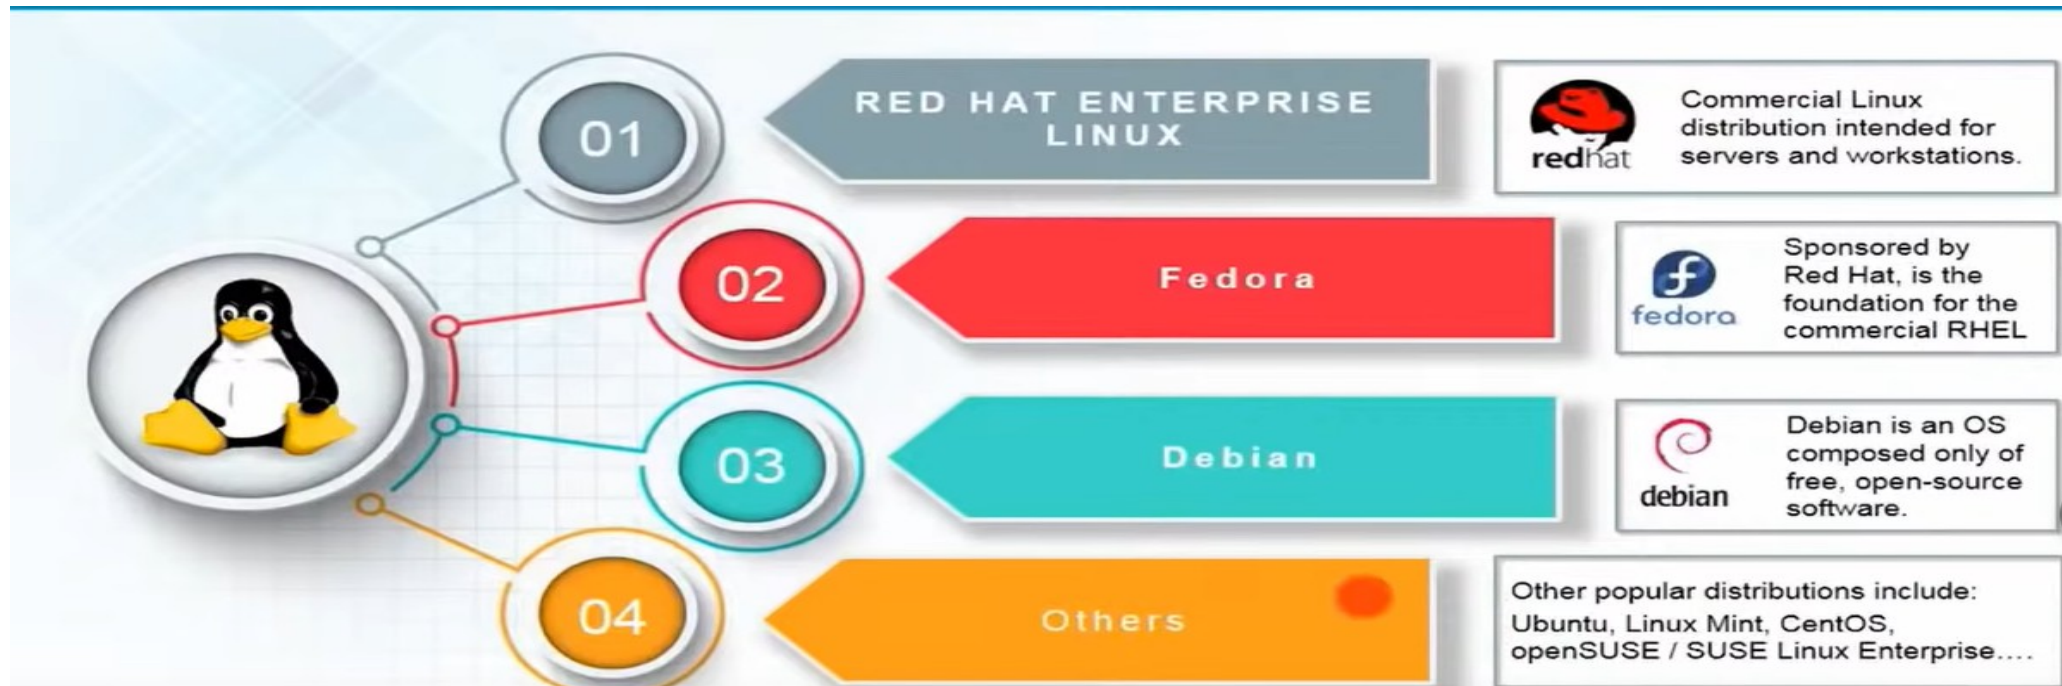 01
RED HAT ENTERPRISE
LINUX
redhat
Commercial Linux
distribution intended for
servers and workstations.
02
Fedora
fedora
Sponsored by
Red Hat, is the
foundation for the
commercial RHEL
03
Debian
debian
Debian is an OS
composed only of
free, open-source
software.
04
Others
Other popular distributions include:
Ubuntu, Linux Mint, CentOS,
openSUSE / SUSE Linux Enterprise....